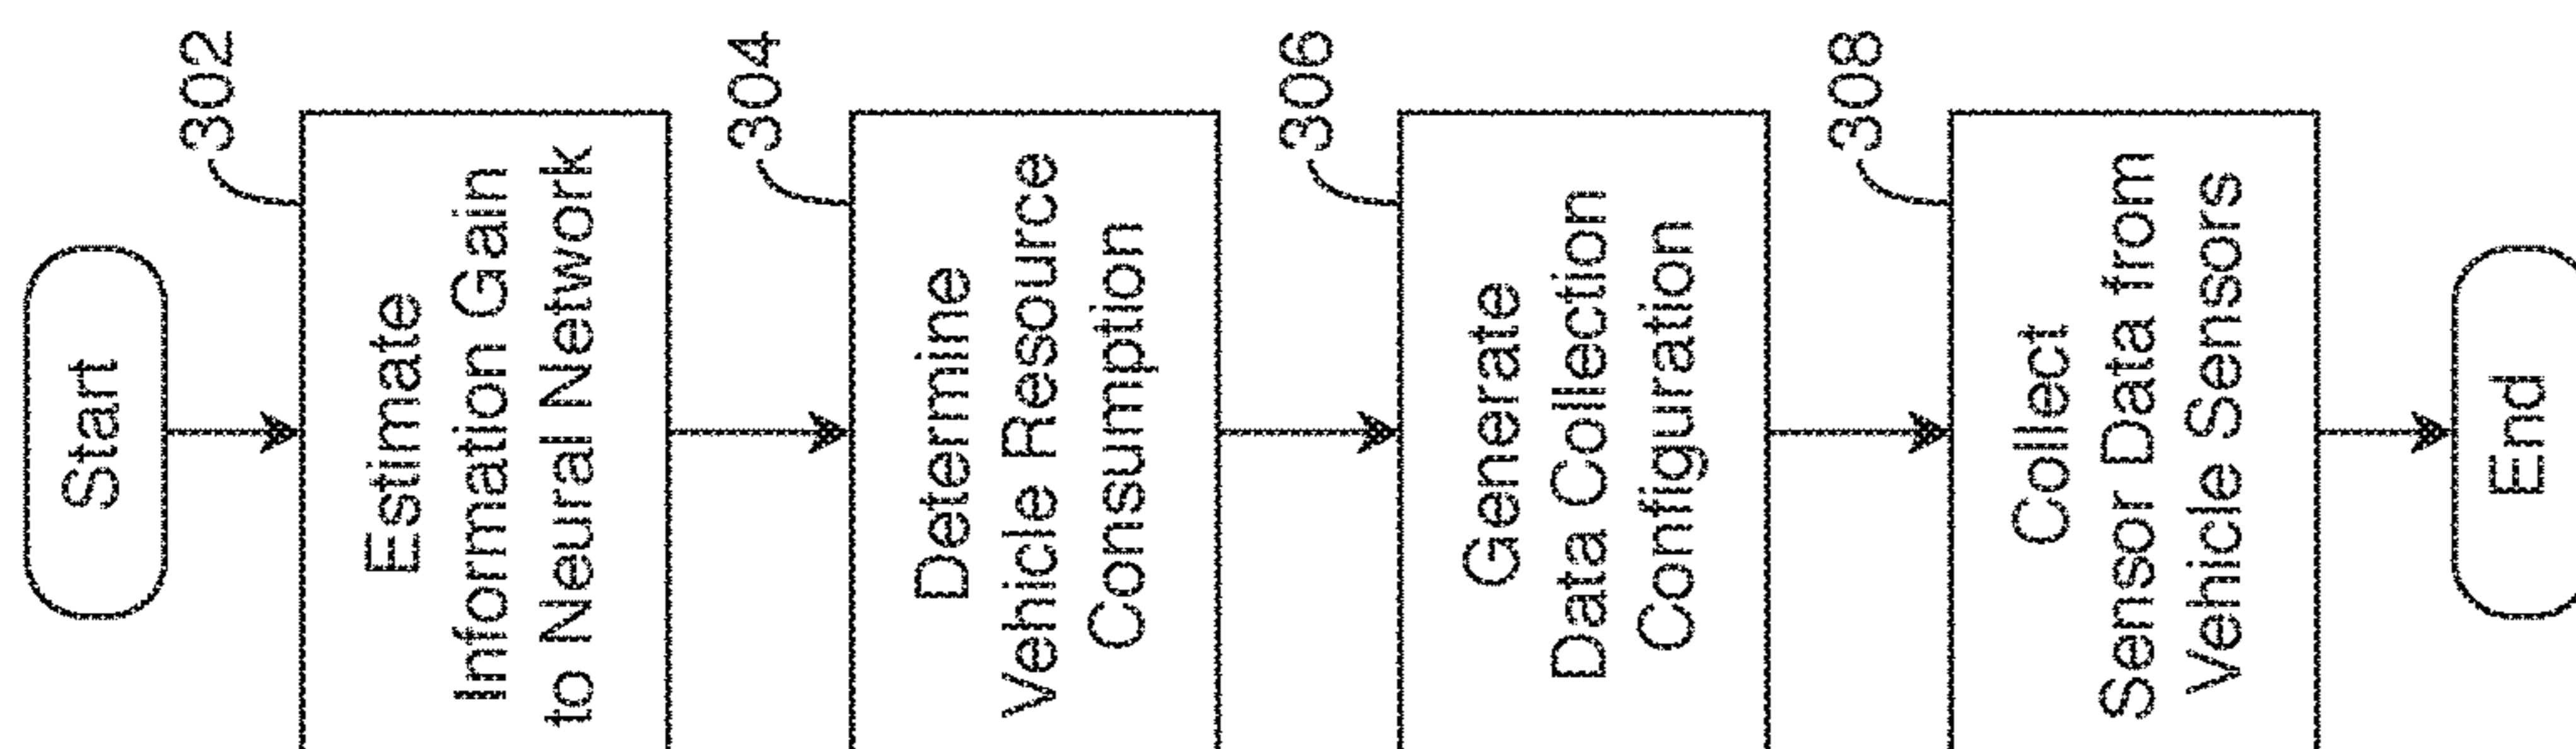 Start
302
Estimate
Information Gain
to Neural Network
304
Determine
Vehicle Resource
Consumption
306
Generate
Data Collection
Configuration
308
Collect
Sensor Data from
Vehicle Sensors
End